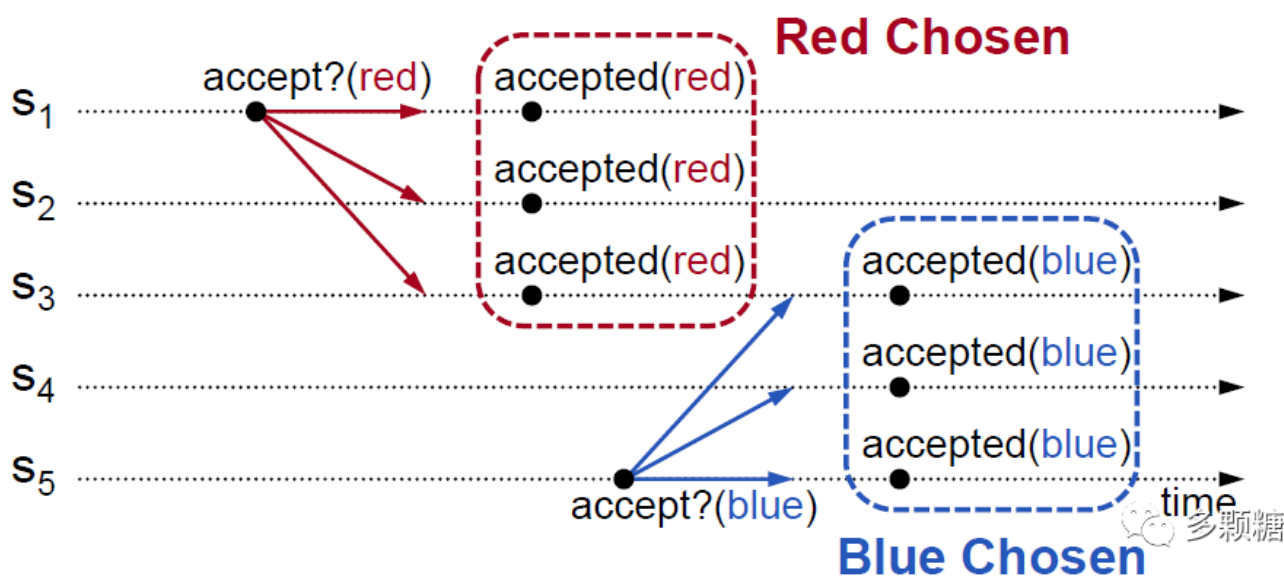 Red Chosen
accept?(red)
accepted(red)
s1
accepted(red)
s2
accepted(red)
s3
accepted(blue)
s4
accepted(blue)
s5
accepted(blue)
accept?(blue)
time
多颗糖
Blue Chosen